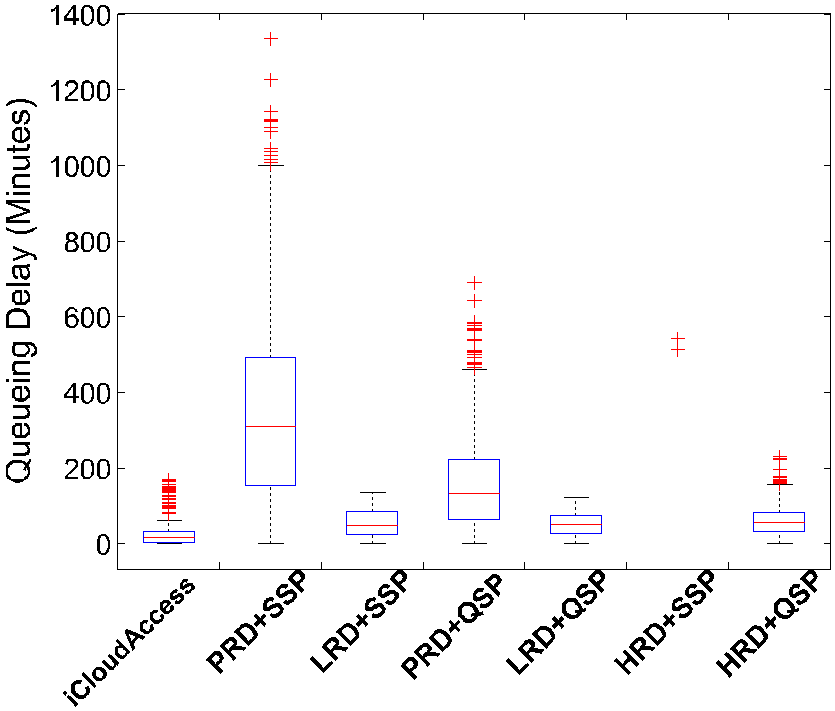 1400
1200
1000
800
600
400
200
0
Queueing Delay (Minutes)
iCloudAccess
PRD+SSP
LRD+SSP
PRD+QSP
LRD+QSP
HRD+SSP
HRD+QSP